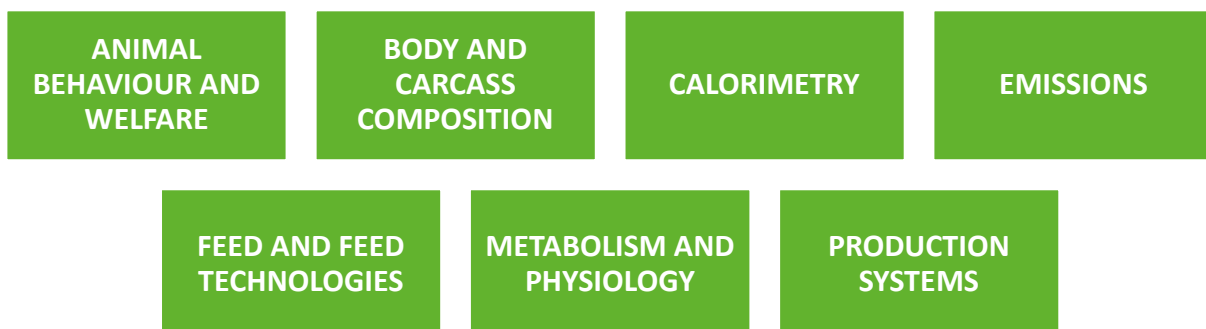 ANIMAL
BEHAVIOUR AND
WELFARE
BODY AND
CARCASS
COMPOSITION
CALORIMETRY
EMISSIONS
FEED AND FEED
TECHNOLOGIES
METABOLISM AND
PHYSIOLOGY
PRODUCTION
SYSTEMS